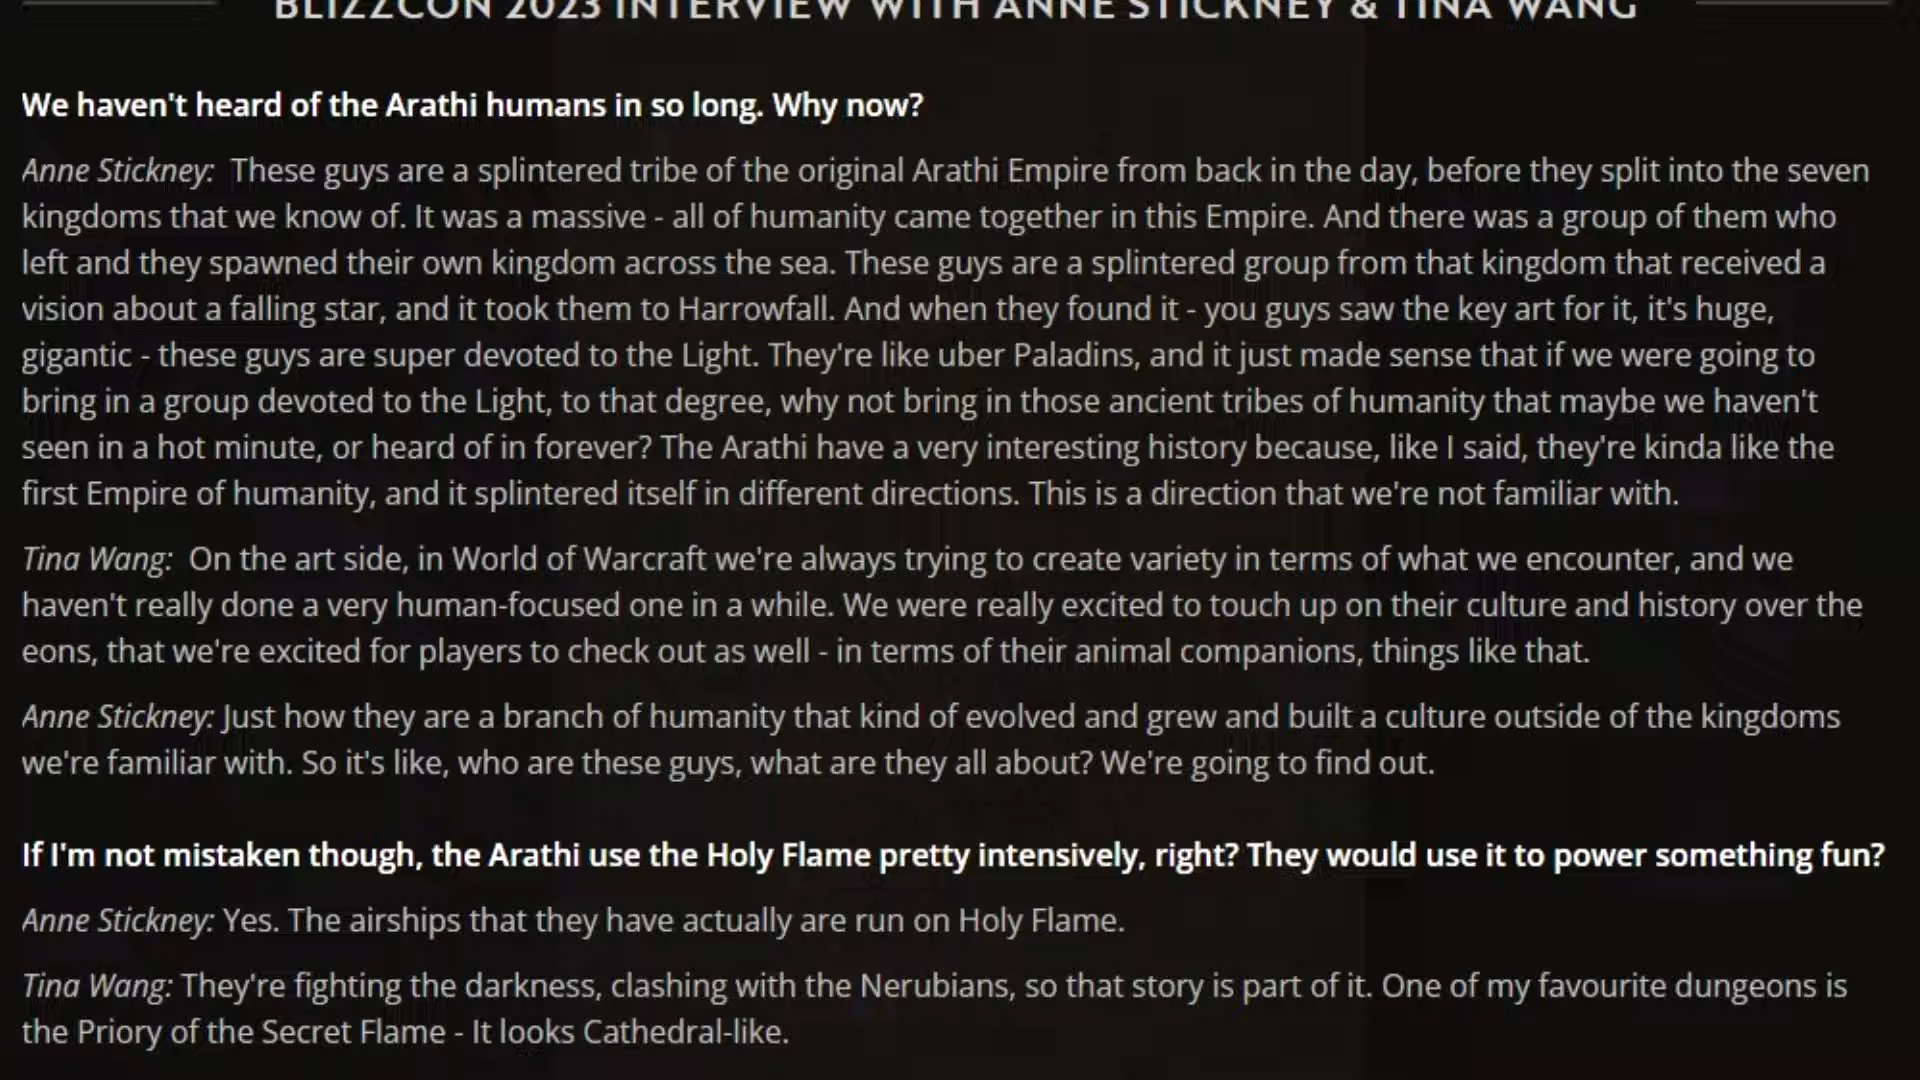 BLIZZCON 2023 INTERVIEW WITH ANNE STICKNEY & TINA WANG
We haven't heard of the Arathi humans in so long. Why now?
Anne Stickney: These guys are a splintered tribe of the original Arathi Empire from back in the day, before they split into the seven
kingdoms that we know of. It was a massive - all of humanity came together in this Empire. And there was a group of them who
left and they spawned their own kingdom across the sea. These guys are a splintered group from that kingdom that received a
vision about a falling star, and it took them to Harrowfall. And when they found it - you guys saw the key art for it, it's huge,
gigantic - these guys are super devoted to the Light. They're like uber Paladins, and it just made sense that if we were going to
bring in a group devoted to the Light, to that degree, why not bring in those ancient tribes of humanity that maybe we haven't
seen in a hot minute, or heard of in forever? The Arathi have a very interesting history because, like I said, they're kinda like the
first Empire of humanity, and it splintered itself in different directions. This is a direction that we're not familiar with.
Tina Wang: On the art side, in World of Warcraft we're always trying to create variety in terms of what we encounter, and we
haven't really done a very human-focused one in a while. We were really excited to touch up on their culture and history over the
eons, that we're excited for players to check out as well - in terms of their animal companions, things like that.
Anne Stickney: Just how they are a branch of humanity that kind of evolved and grew and built a culture outside of the kingdoms
we're familiar with. So it's like, who are these guys, what are they all about? We're going to find out.
If I'm not mistaken though, the Arathi use the Holy Flame pretty intensively, right? They would use it to power something fun?
Anne Stickney: Yes. The airships that they have actually are run on Holy Flame.
Tina Wang: They're fighting the darkness, clashing with the Nerubians, so that story is part of it. One of my favourite dungeons is
the Priory of the Secret Flame - It looks Cathedral-like.